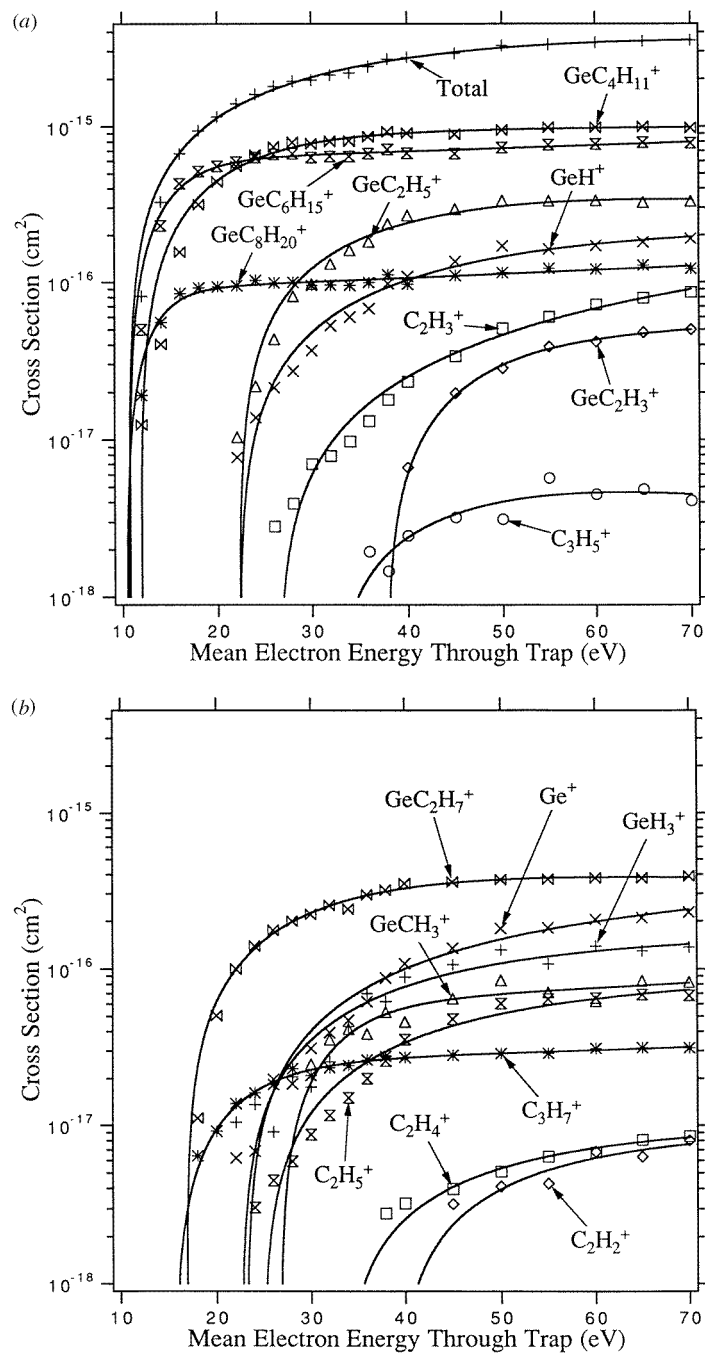 (a)
Total
GeC₄H₁₁⁺
10⁻¹⁵
GeC₆H₁₅⁺
GeC₂H₅⁺
GeH⁺
GeC₈H₂₀⁺
10⁻¹⁶
C₂H₃⁺
GeC₂H₃⁺
10⁻¹⁷
C₃H₅⁺
10⁻¹⁸
Cross Section (cm²)
10 20 30 40 50 60 70
Mean Electron Energy Through Trap (eV)
(b)
10⁻¹⁵
GeC₂H₇⁺
Ge⁺
GeH₃⁺
GeCH₃⁺
10⁻¹⁶
C₃H₇⁺
10⁻¹⁷
C₂H₄⁺
C₂H₅⁺
C₂H₂⁺
10⁻¹⁸
Cross Section (cm²)
10 20 30 40 50 60 70
Mean Electron Energy Through Trap (eV)